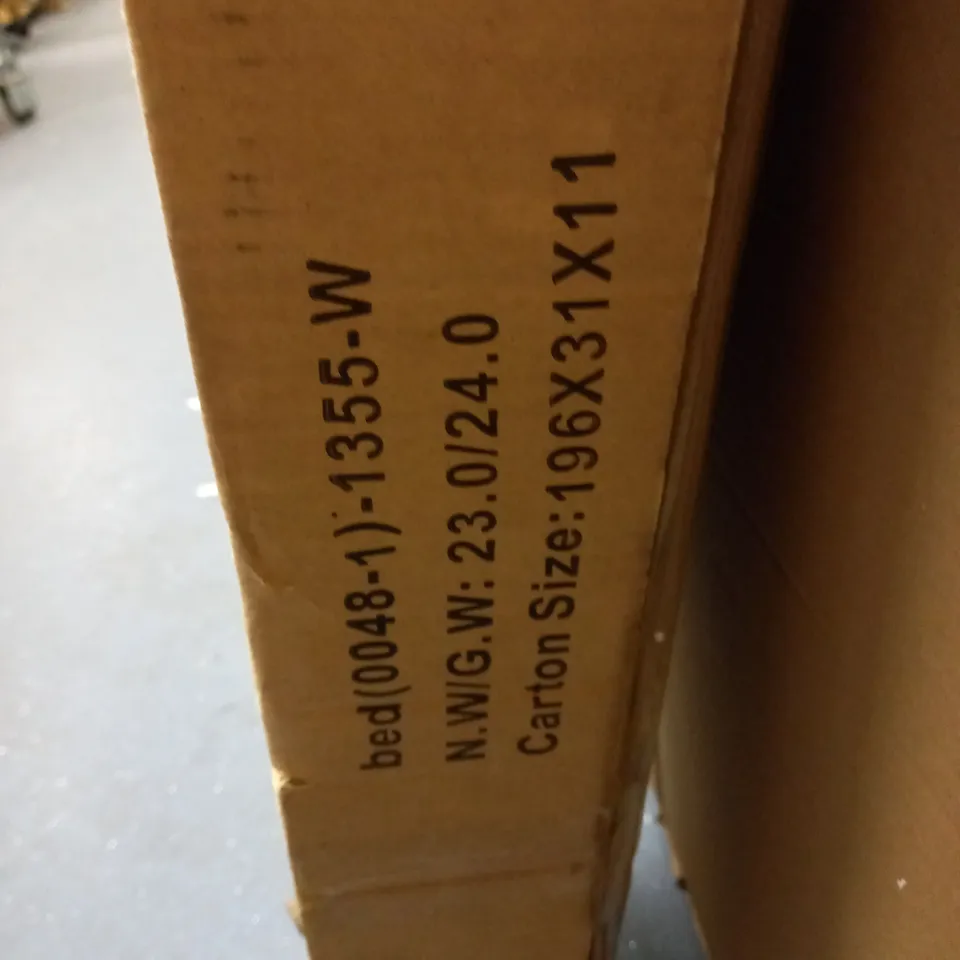 bed(0048-1)-1355-W
N.W/G.W: 23.0/24.0
Carton Size:196X31X11